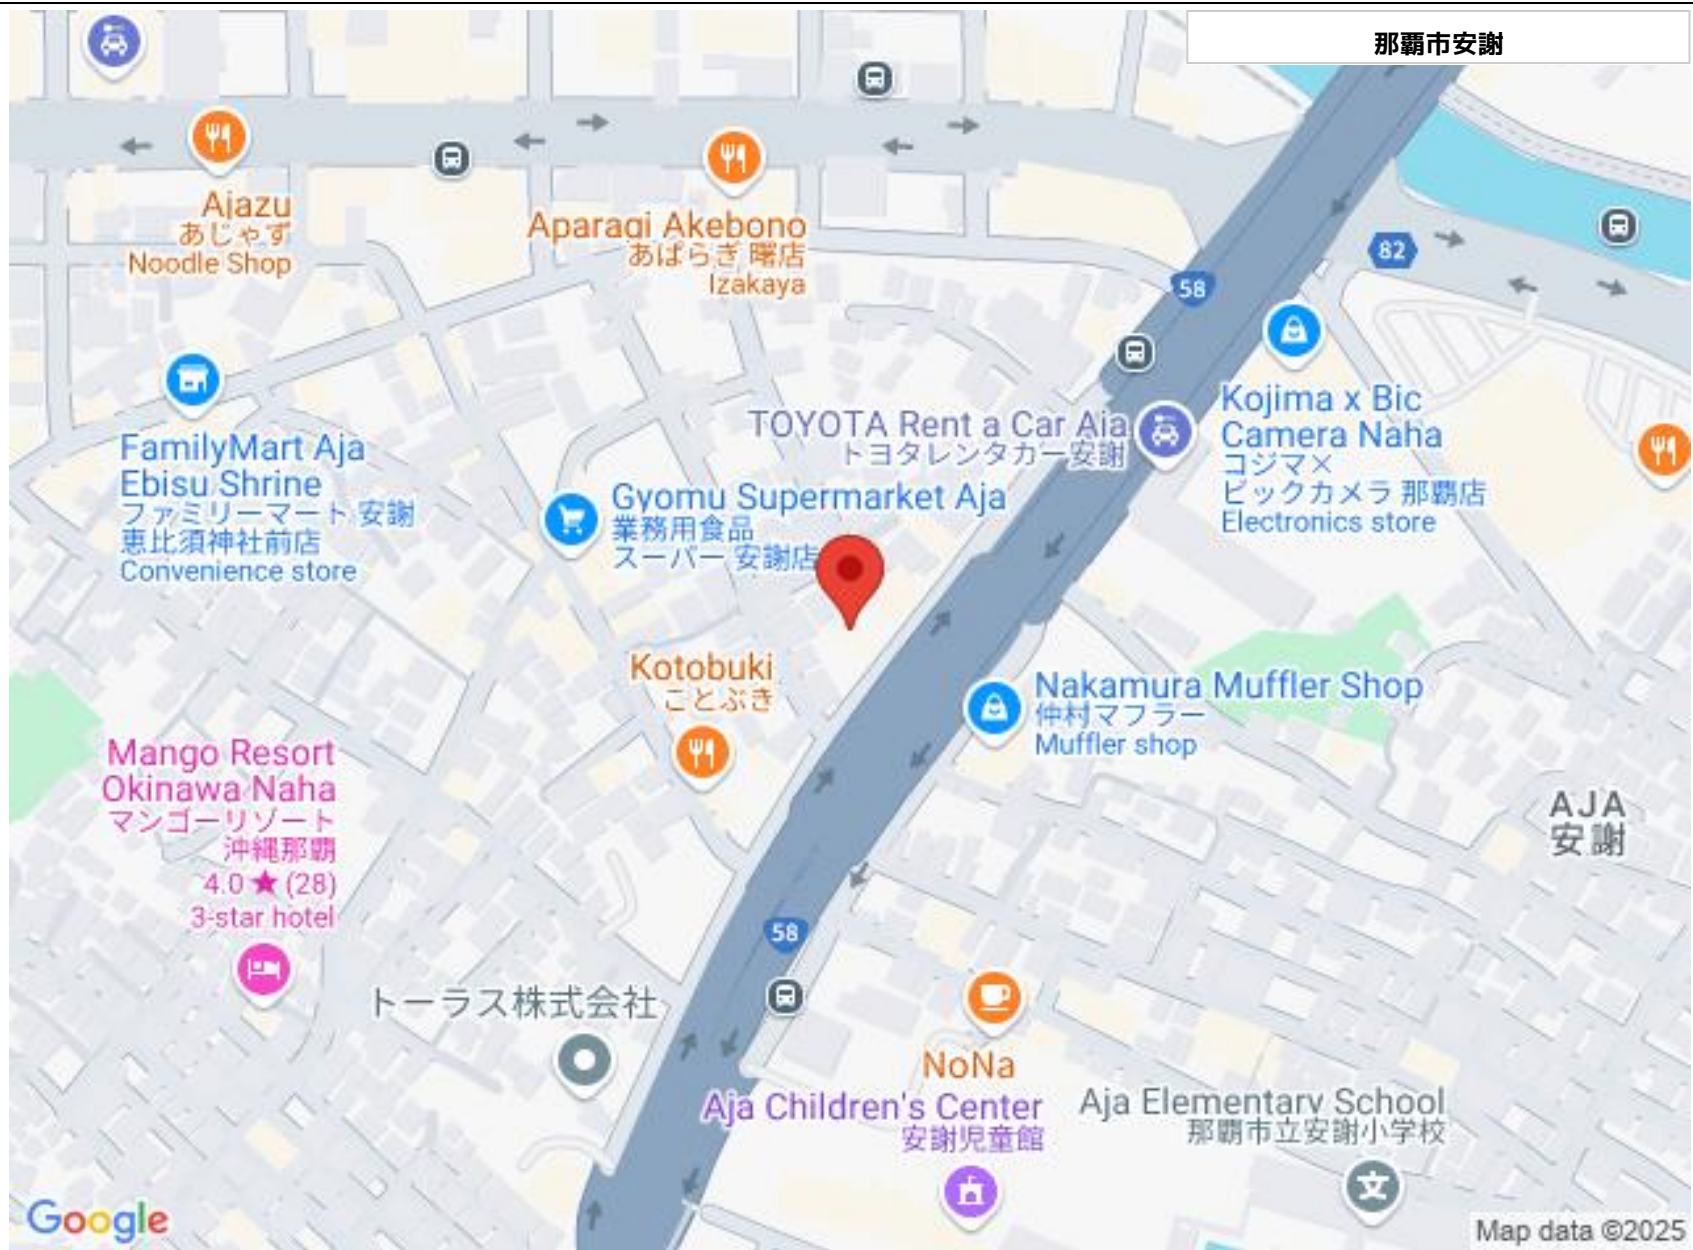 那覇市安謝
Ajazu
あじゃず
Noodle Shop
Aparagi Akebono
あぱらぎ 曙店
Izakaya
82
58
FamilyMart Aja
Ebisu Shrine
ファミリーマート 安謝
恵比須神社前店
Convenience store
TOYOTA Rent a Car Aja
トヨタレンタカー安謝
Kojima x Bic
Camera Naha
コジマ×
ビックカメラ 那覇店
Electronics store
Gyomu Supermarket Aja
業務用食品
スーパー 安謝店
Kotobuki
ことぶき
Nakamura Muffler Shop
仲村マフラー
Muffler shop
Mango Resort
Okinawa Naha
マンゴーリゾート
沖縄那覇
4.0 ★ (28)
3-star hotel
AJA
安謝
58
トーラス株式会社
NoNa
Aja Children's Center
安謝児童館
Aja Elementary School
那覇市立安謝小学校
文
Google
Map data ©2025